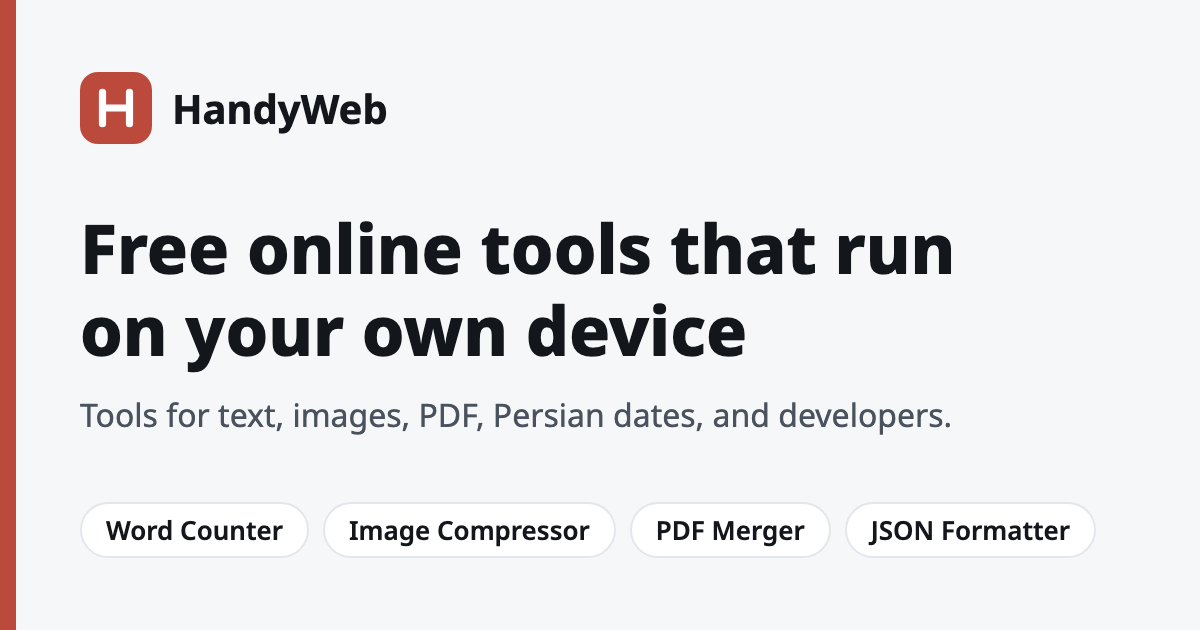 H
HandyWeb
Free online tools that run
on your own device
Tools for text, images, PDF, Persian dates, and developers.
Word Counter
Image Compressor
PDF Merger
JSON Formatter